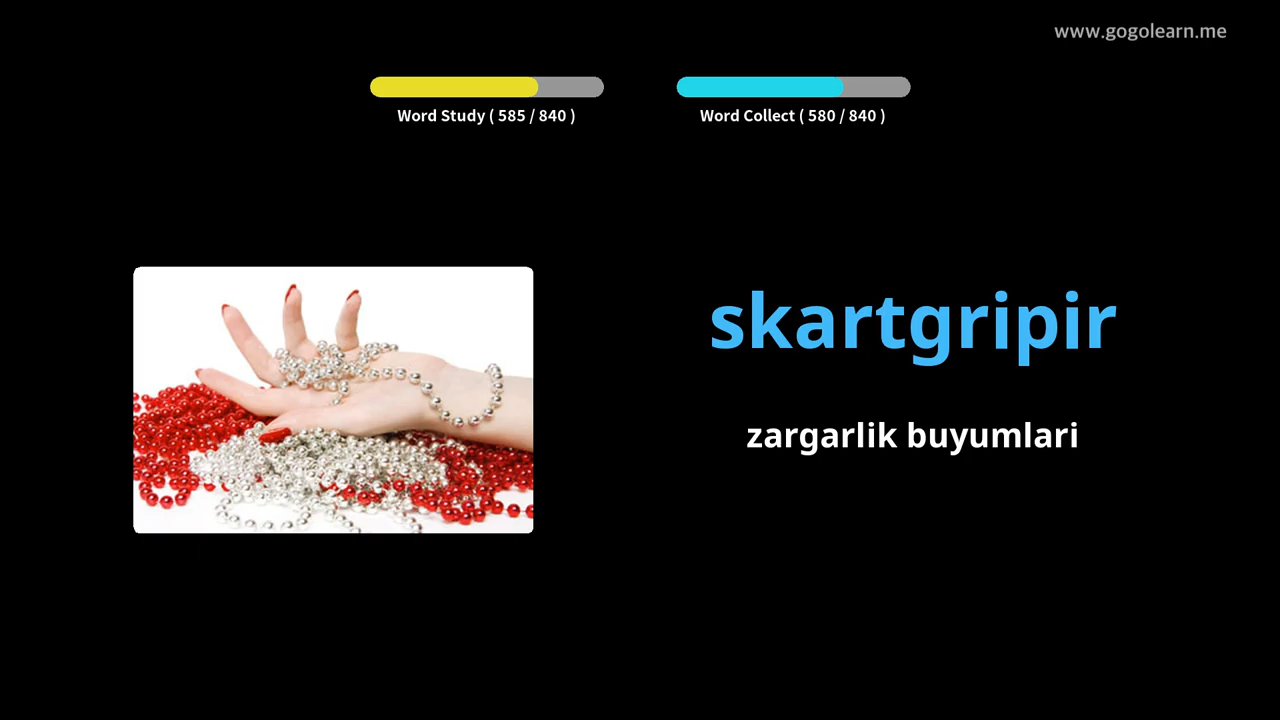 www.gogolearn.me
Word Study ( 585 / 840 )
Word Collect ( 580 / 840 )
skartgripir
zargarlik buyumlari